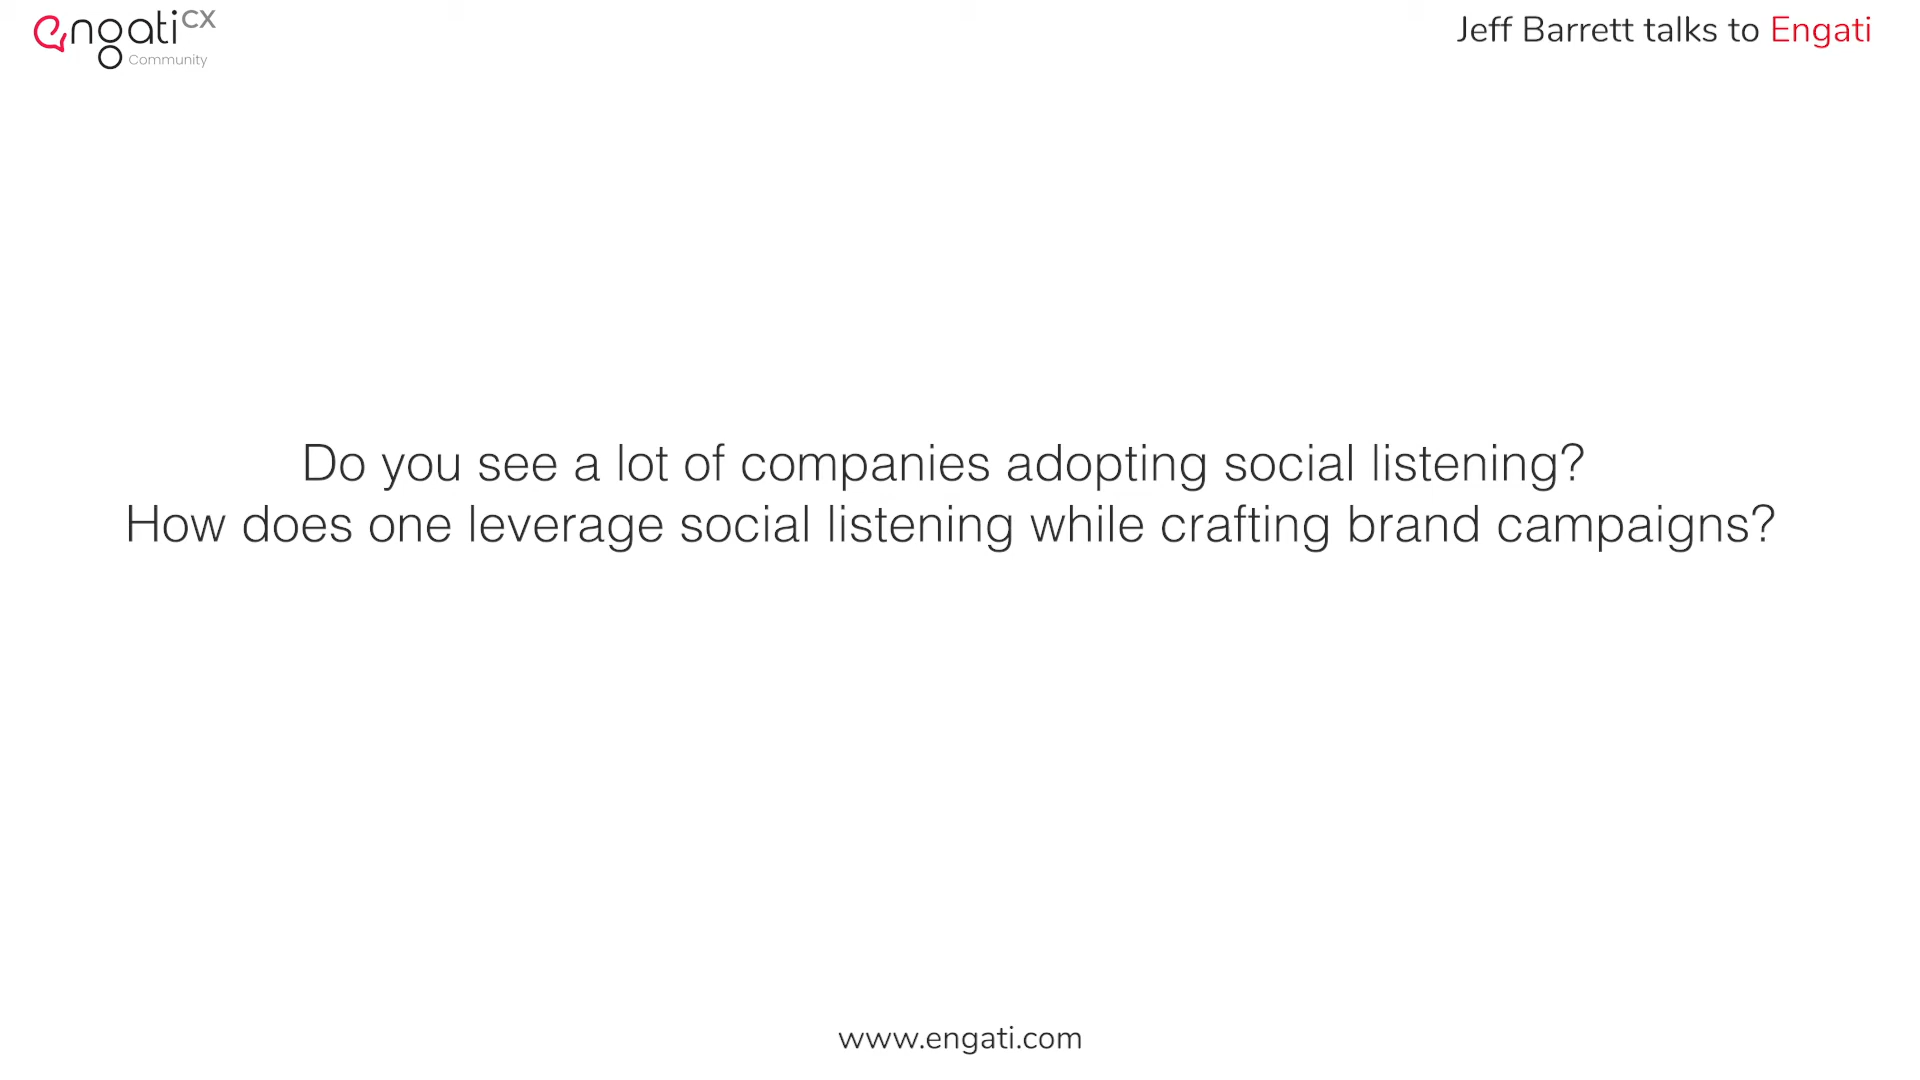 engati CX
Community
Jeff Barrett talks to Engati
Do you see a lot of companies adopting social listening?
How does one leverage social listening while crafting brand campaigns?
www.engati.com